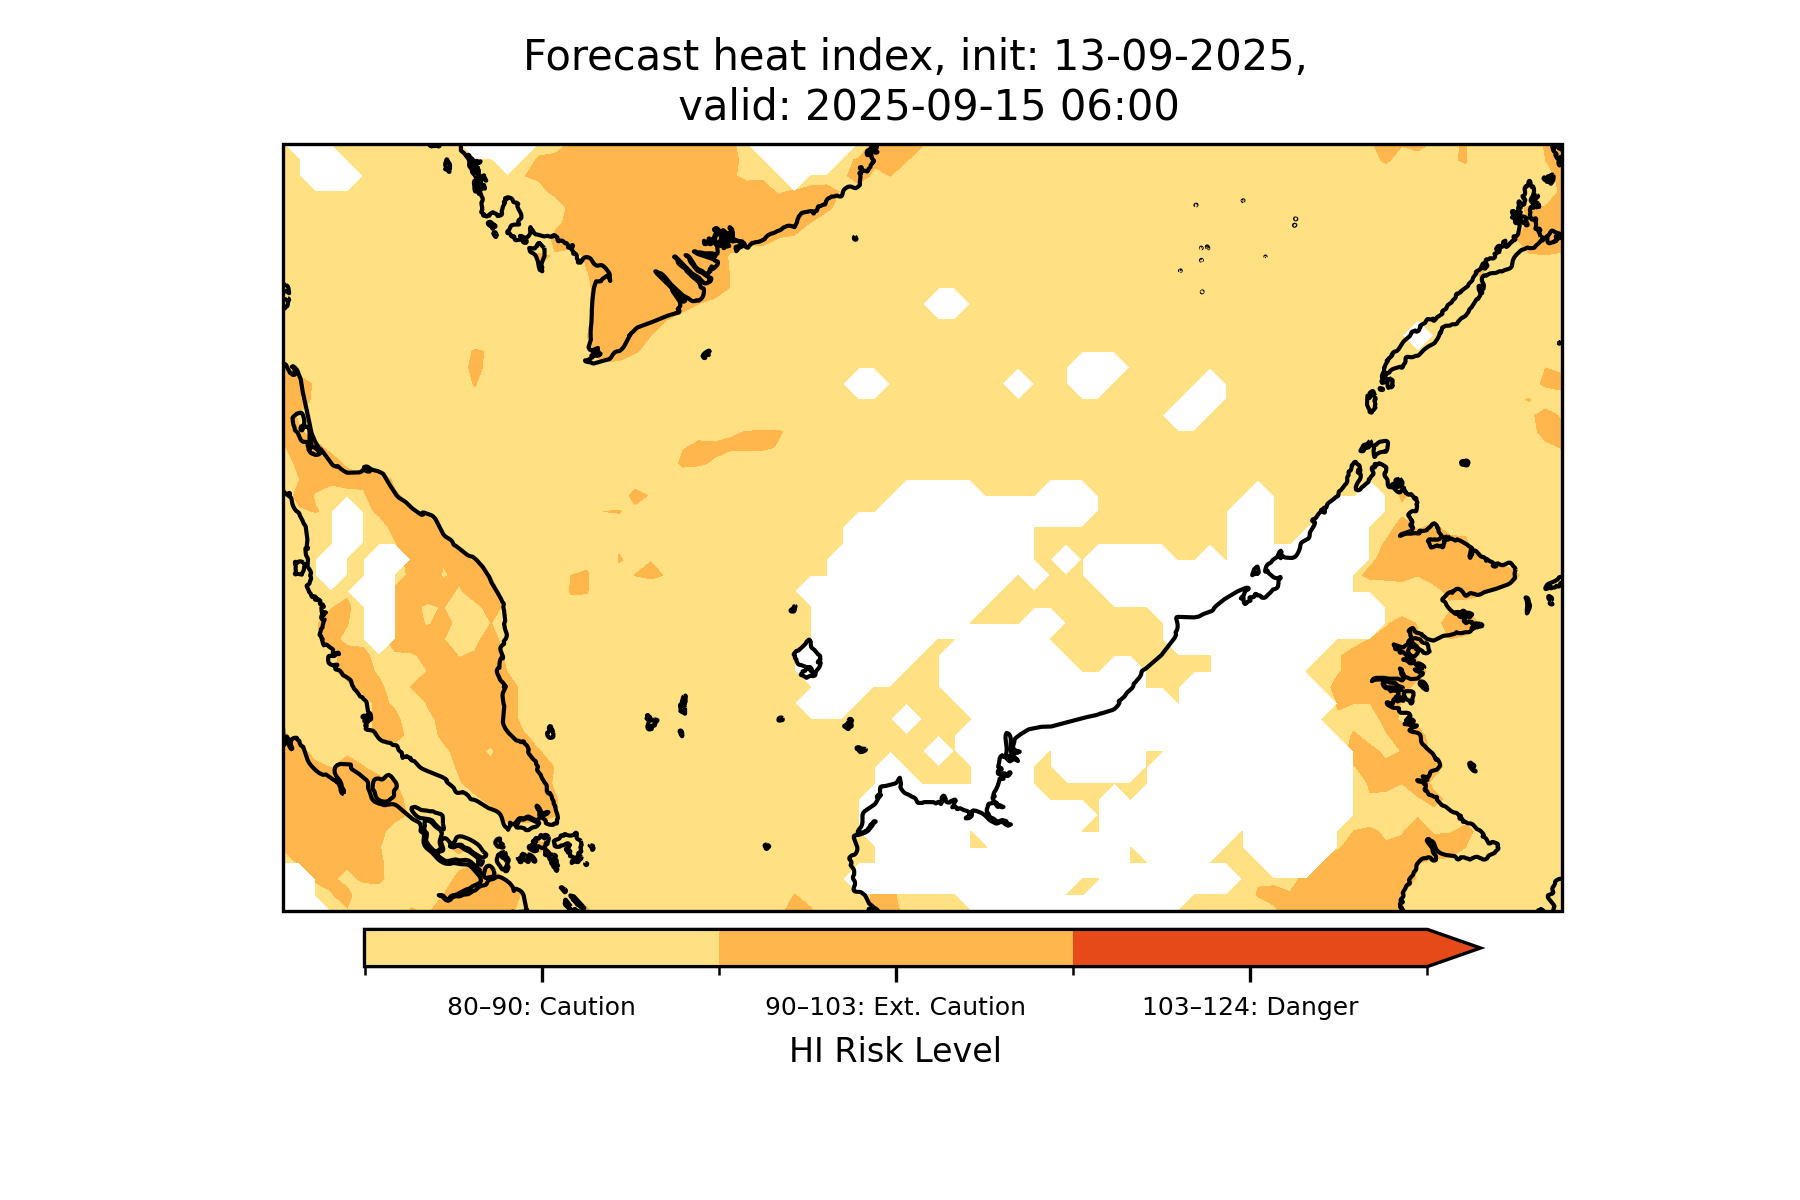 Forecast heat index, init: 13-09-2025,
valid: 2025-09-15 06:00
80–90: Caution
90–103: Ext. Caution
103–124: Danger
HI Risk Level